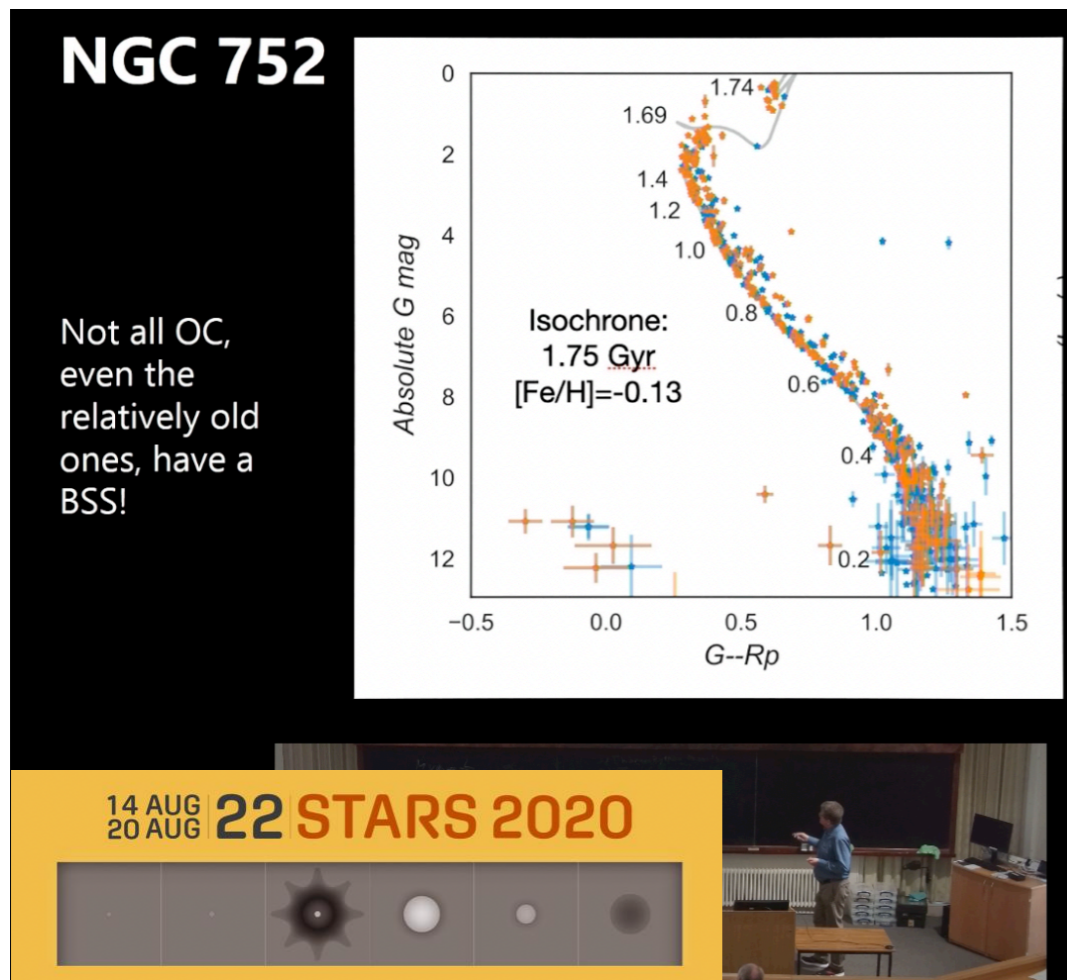 NGC 752
Not all OC,
even the
relatively old
ones, have a
BSS!
0
2
4
6
8
10
12
Absolute G mag
1.74
1.69
1.4
1.2
1.0
0.8
0.6
0.4
0.2
Isochrone:
1.75 Gyr
[Fe/H]=-0.13
−0.5 0.0 0.5 1.0 1.5
G--Rp
14 AUG
20 AUG
22 STARS 2020